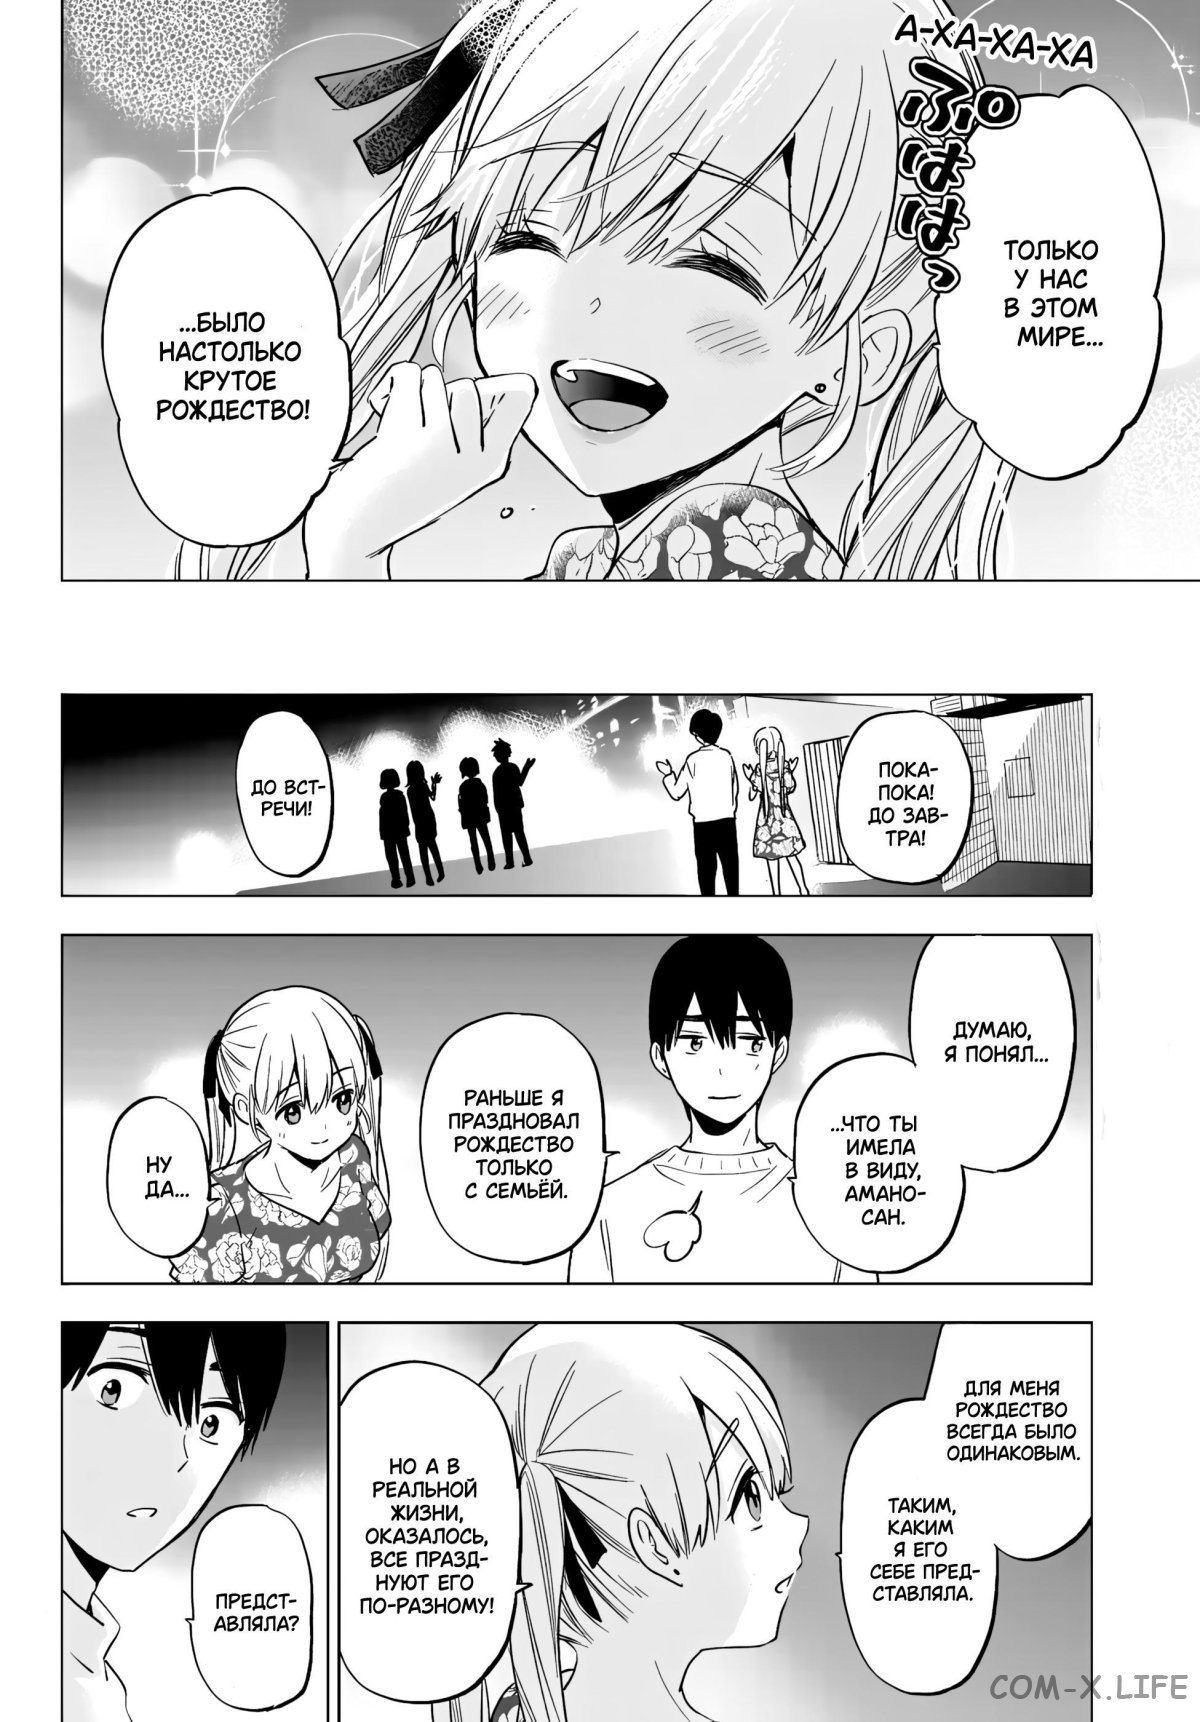 А-ХА-ХА-ХА
ぷはははっ
ТОЛЬКО
У НАС
В ЭТОМ
МИРЕ...
...БЫЛО
НАСТОЛЬКО
КРУТОЕ
РОЖДЕСТВО!
ПОКА-
ПОКА!
ДО ЗАВ-
ТРА!
ДО ВСТ-
РЕЧИ!
ДУМАЮ,
Я ПОНЯЛ...
...ЧТО ТЫ
ИМЕЛА
В ВИДУ,
АМАНО-
САН.
РАНЬШЕ Я
ПРАЗДНОВАЛ
РОЖДЕСТВО
ТОЛЬКО
С СЕМЬЁЙ.
НУ
ДА...
ДЛЯ МЕНЯ
РОЖДЕСТВО
ВСЕГДА БЫЛО
ОДИНАКОВЫМ.
ТАКИМ,
КАКИМ
Я ЕГО
СЕБЕ ПРЕД-
СТАВЛЯЛА.
НО А В
РЕАЛЬНОЙ
ЖИЗНИ,
ОКАЗАЛОСЬ,
ВСЕ ПРАЗД-
НУЮТ ЕГО
ПО-РАЗНОМУ!
ПРЕДСТ-
АВЛЯЛА?
COM-X.LIFE